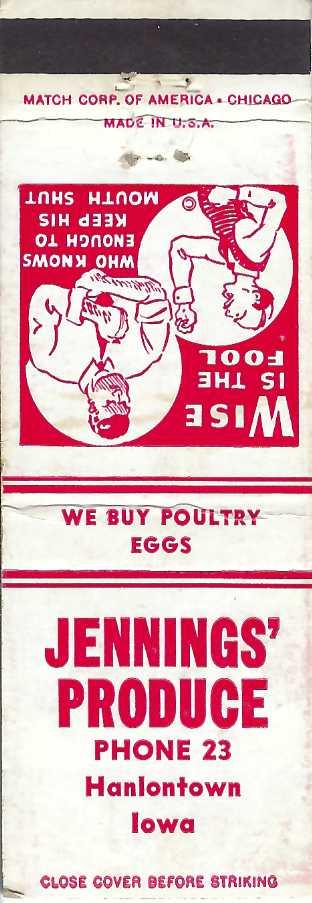 MATCH CORP. OF AMERICA • CHICAGO
MADE IN U.S.A.
WISE
IS THE
FOOL
WHO KNOWS
ENOUGH TO
KEEP HIS
MOUTH SHUT
WE BUY POULTRY
EGGS
JENNINGS'
PRODUCE
PHONE 23
Hanlontown
Iowa
CLOSE COVER BEFORE STRIKING